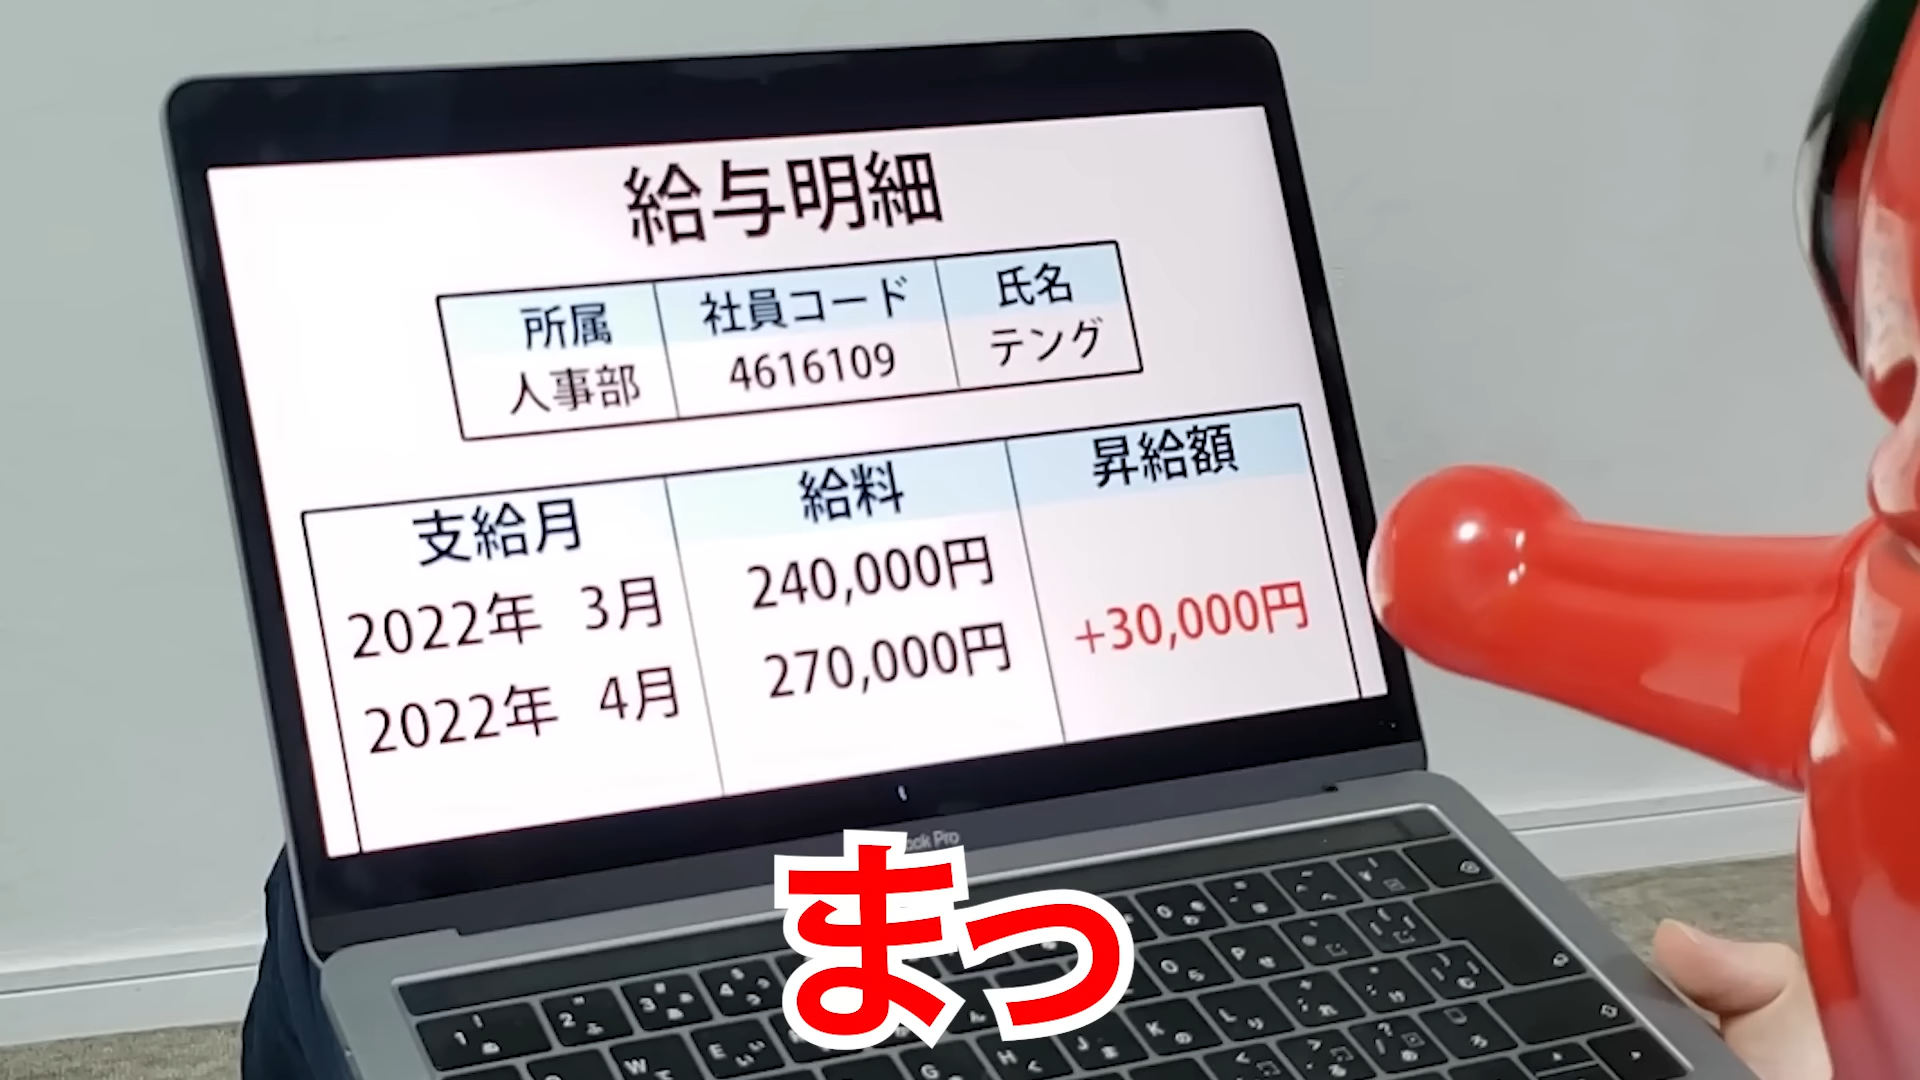 給与明細
所属 社員コード 氏名
人事部 4616109 テング
支給月 給料 昇給額
2022年 3月 240,000円
2022年 4月 270,000円 +30,000円
まっ